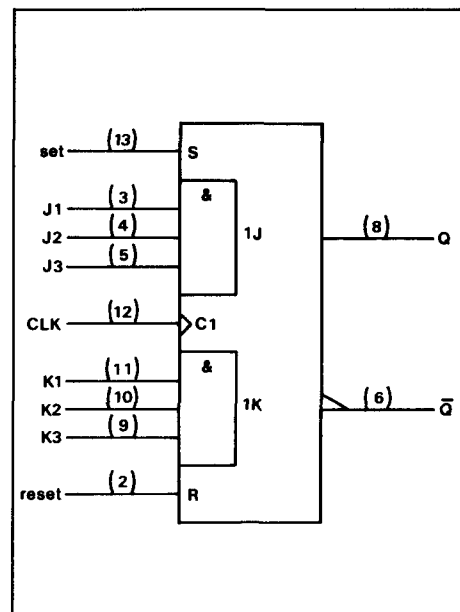 set (13) S
&
J1 (3)
J2 (4) 1J (8) Q
J3 (5)
CLK (12) C1
&
K1 (11)
K2 (10) 1K (6) Q̅
K3 (9)
reset (2) R